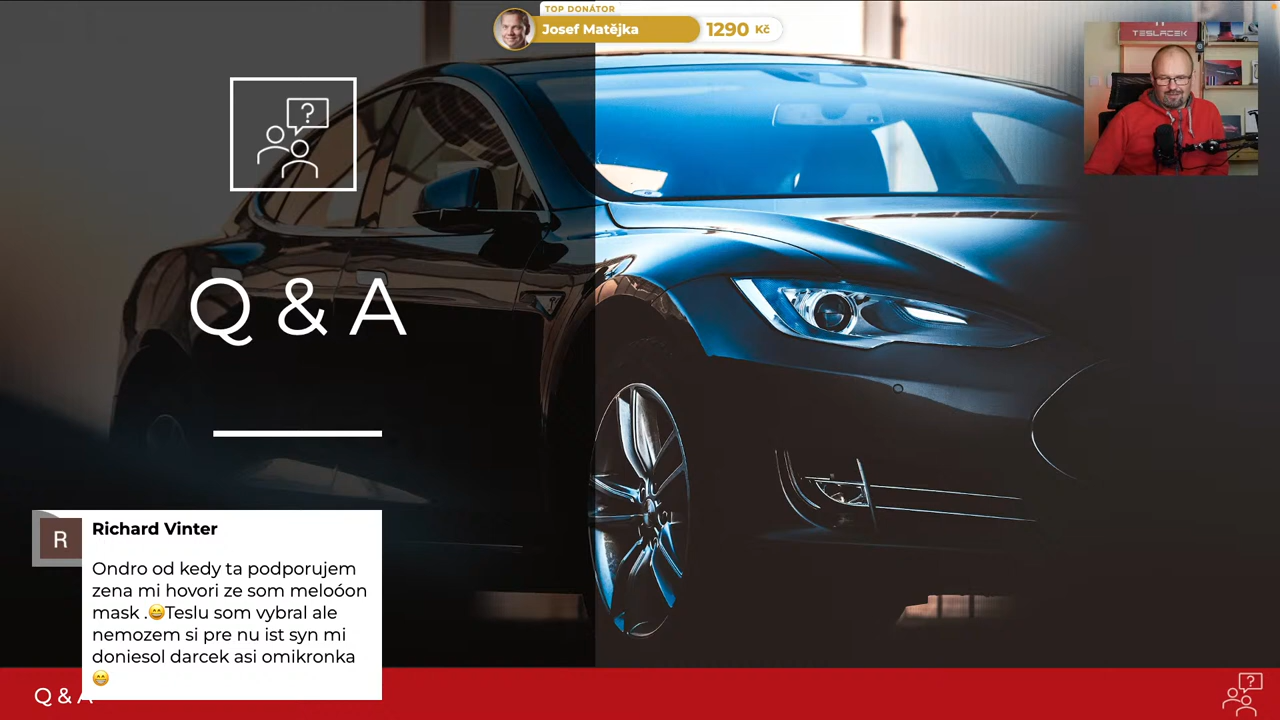 TOP DONÁTOR
Josef Matějka
1290 Kč
TESLÁČEK
?
Q & A
R
Richard Vinter
Ondro od kedy ta podporujem
zena mi hovori ze som meloóon
mask .😄Teslu som vybral ale
nemozem si pre nu ist syn mi
doniesol darcek asi omikronka
😁
Q & A
?